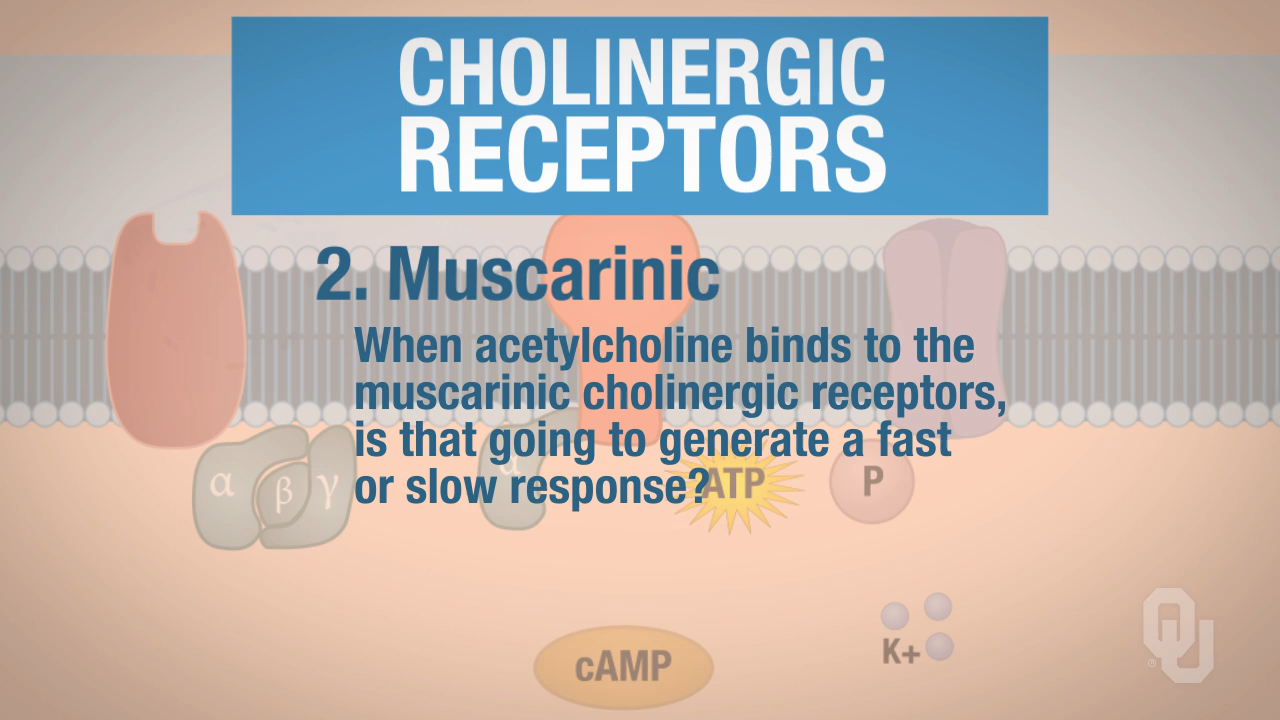 CHOLINERGIC
RECEPTORS
2. Muscarinic
When acetylcholine binds to the
muscarinic cholinergic receptors,
is that going to generate a fast
or slow response?
α
β
γ
α
ATP
P
K+
cAMP
OU
®